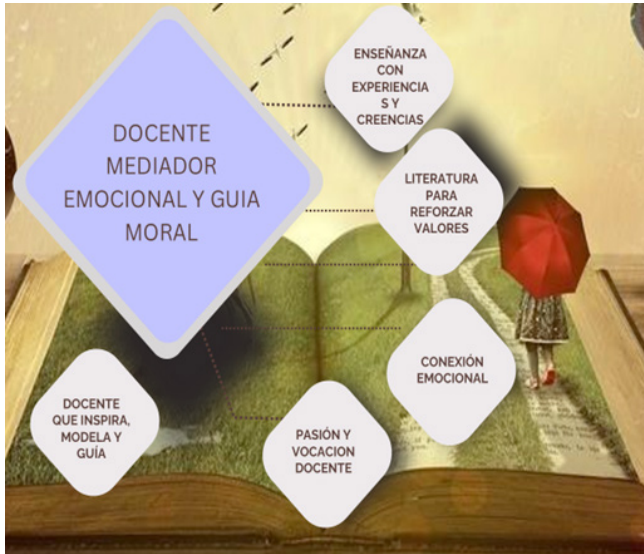 DOCENTE
MEDIADOR
EMOCIONAL Y GUIA
MORAL
ENSEÑANZA
CON
EXPERIENCIA
S Y
CREENCIAS
LITERATURA
PARA
REFORZAR
VALORES
CONEXIÓN
EMOCIONAL
PASIÓN Y
VOCACION
DOCENTE
DOCENTE
QUE INSPIRA,
MODELA Y
GUÍA